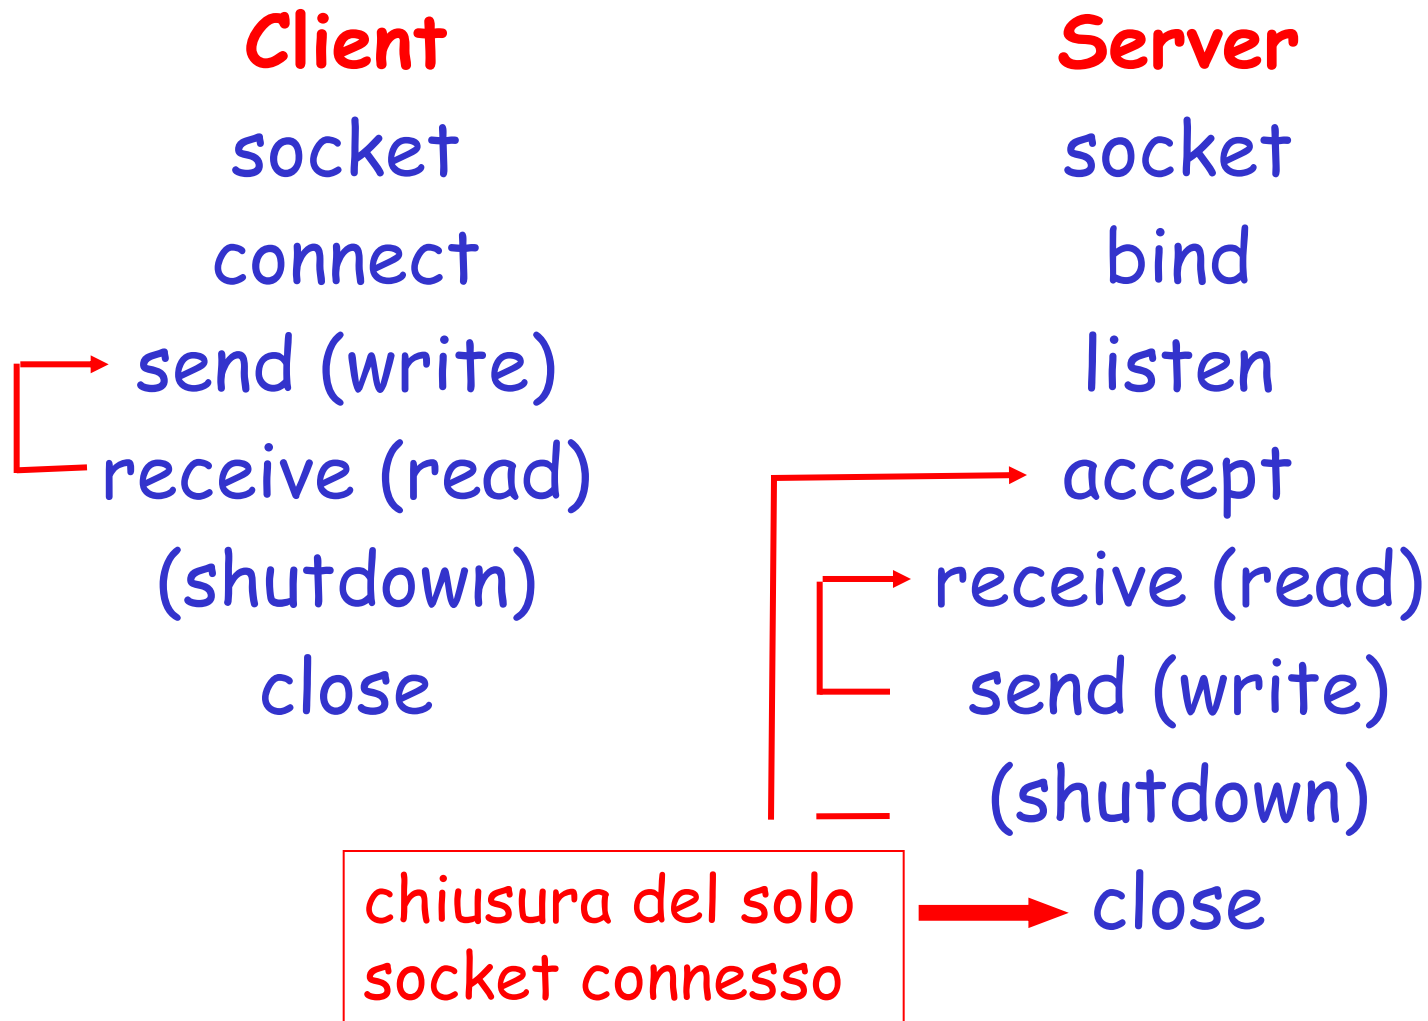 Client
socket
connect
send (write)
receive (read)
(shutdown)
close
Server
socket
bind
listen
accept
receive (read)
send (write)
(shutdown)
close
chiusura del solo
socket connesso